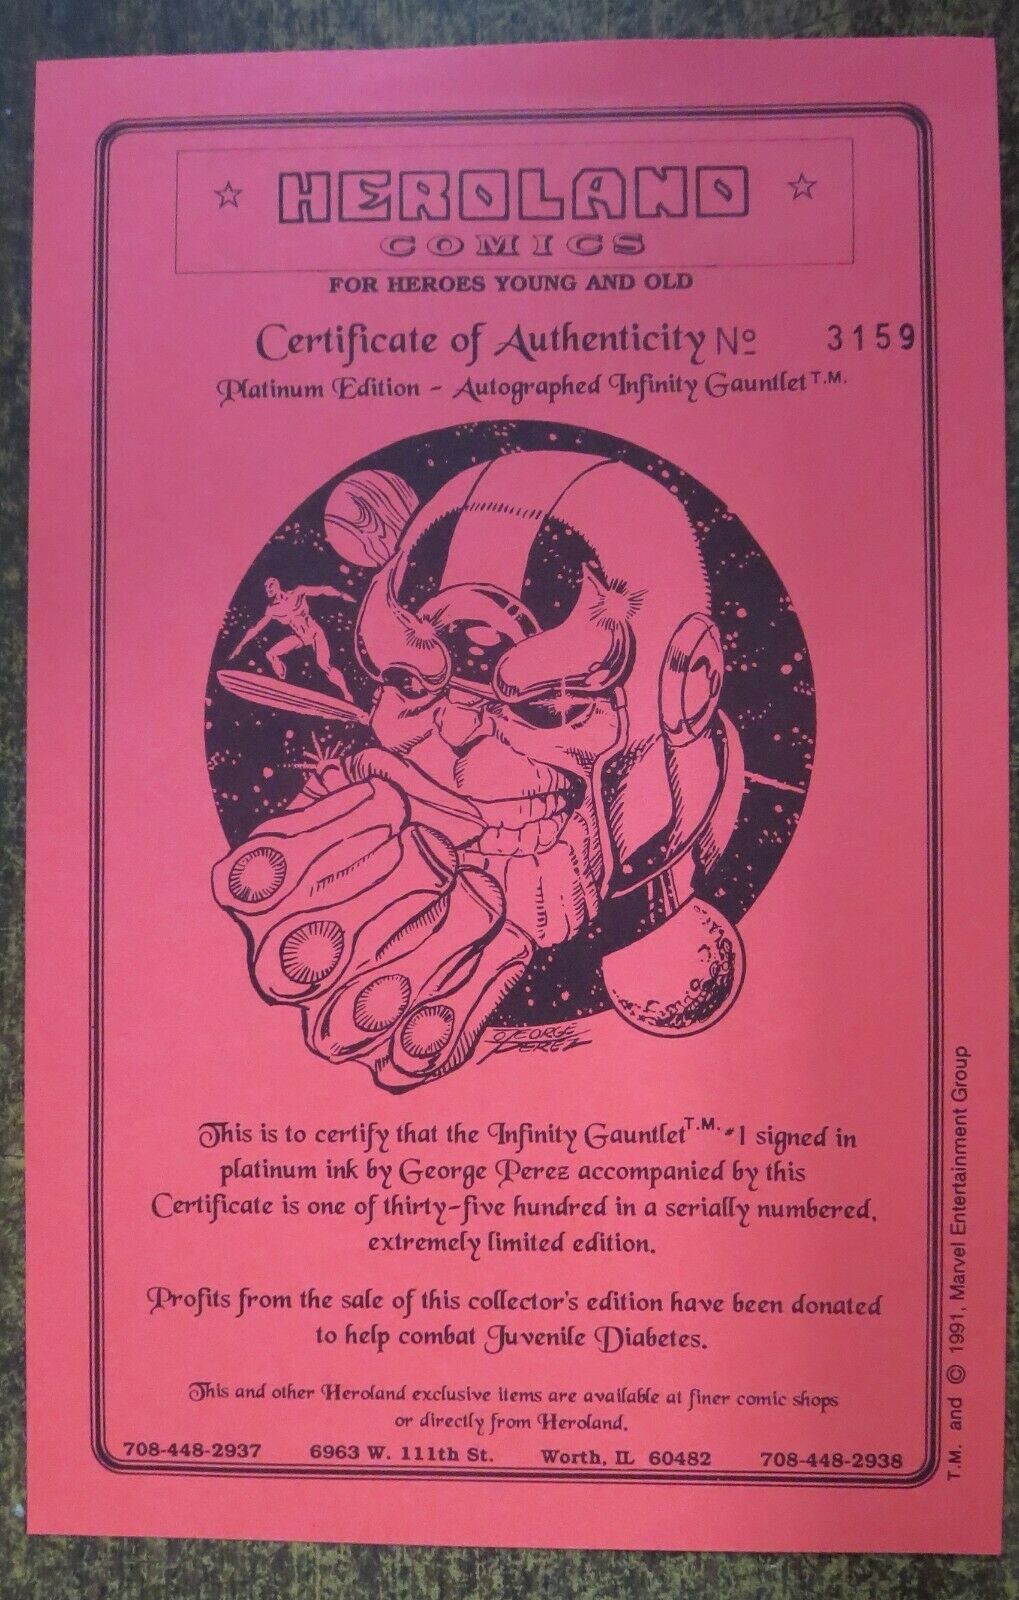 ☆ HEROLAND ☆
COMICS
FOR HEROES YOUNG AND OLD
Certificate of Authenticity Nº 3159
Platinum Edition - Autographed Infinity Gauntlet T.M.
GEORGE
PEREZ
This is to certify that the Infinity Gauntlet T.M. #1 signed in
platinum ink by George Perez accompanied by this
Certificate is one of thirty-five hundred in a serially numbered,
extremely limited edition.
Profits from the sale of this collector's edition have been donated
to help combat Juvenile Diabetes.
This and other Heroland exclusive items are available at finer comic shops
or directly from Heroland.
708-448-2937 6963 W. 111th St. Worth, IL 60482 708-448-2938
T.M. and © 1991, Marvel Entertainment Group